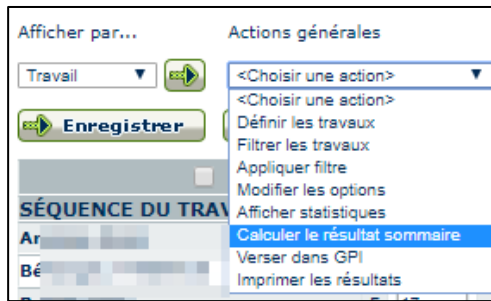 Afficher par...
Actions générales
Travail
<Choisir une action>
<Choisir une action>
Définir les travaux
Enregistrer
Filtrer les travaux
Appliquer filtre
Modifier les options
SÉQUENCE DU TRAV
Afficher statistiques
Calculer le résultat sommaire
Verser dans GPI
Imprimer les résultats